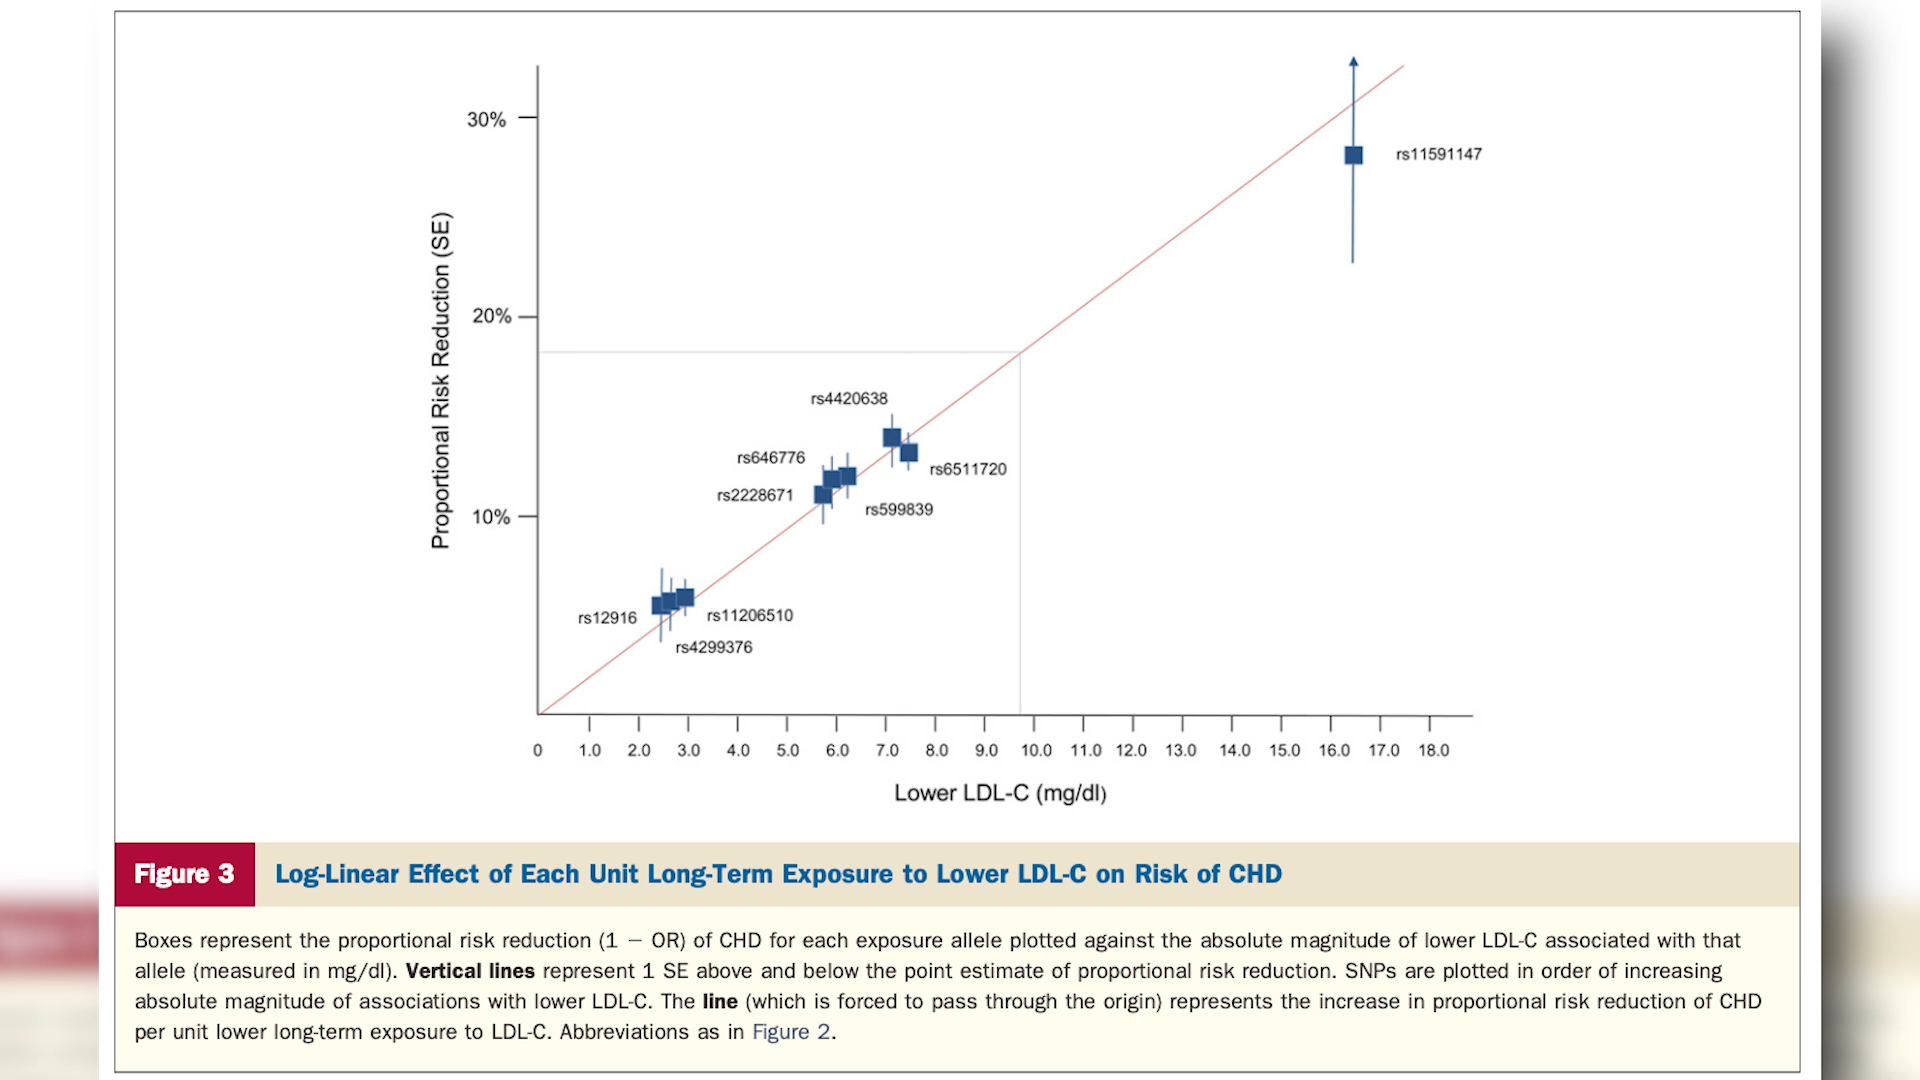 30%
rs11591147
Proportional Risk Reduction (SE)
20%
rs4420638
rs646776
rs6511720
rs2228671
rs599839
10%
rs12916
rs11206510
rs4299376
0 1.0 2.0 3.0 4.0 5.0 6.0 7.0 8.0 9.0 10.0 11.0 12.0 13.0 14.0 15.0 16.0 17.0 18.0
Lower LDL-C (mg/dl)
Figure 3 Log-Linear Effect of Each Unit Long-Term Exposure to Lower LDL-C on Risk of CHD
Boxes represent the proportional risk reduction (1 − OR) of CHD for each exposure allele plotted against the absolute magnitude of lower LDL-C associated with that
allele (measured in mg/dl). Vertical lines represent 1 SE above and below the point estimate of proportional risk reduction. SNPs are plotted in order of increasing
absolute magnitude of associations with lower LDL-C. The line (which is forced to pass through the origin) represents the increase in proportional risk reduction of CHD
per unit lower long-term exposure to LDL-C. Abbreviations as in Figure 2.